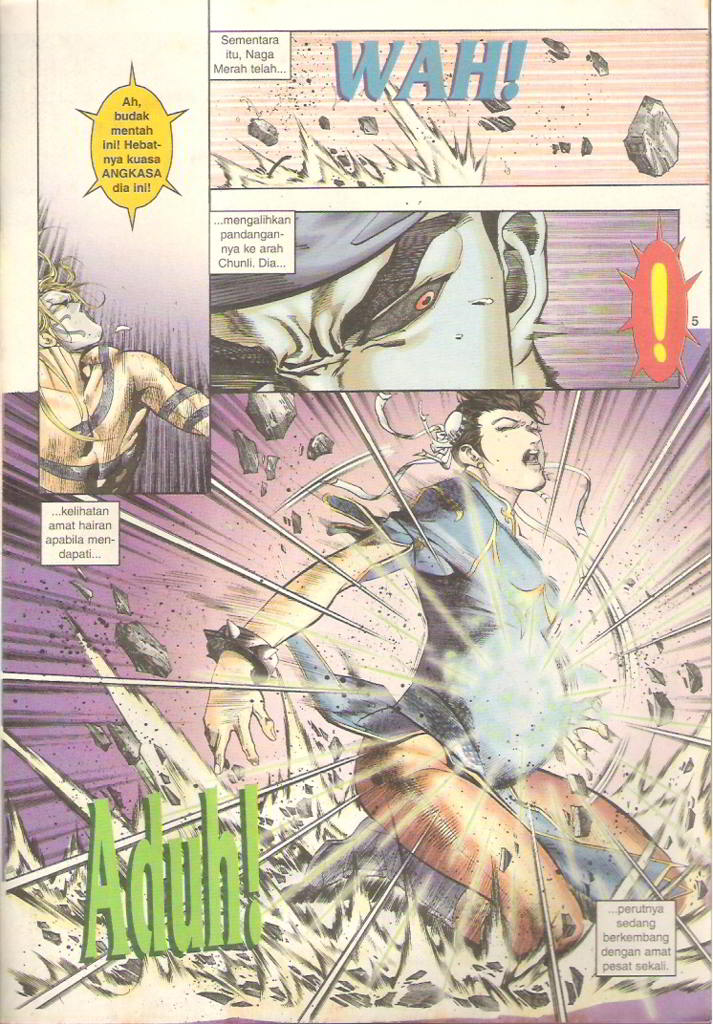 Sementara
itu, Naga
Merah telah...
WAH!
Ah,
budak
mentah
ini! Hebat-
nya kuasa
ANGKASA
dia ini!
...mengalihkan
pandangan-
nya ke arah
Chunli. Dia...
!
5
...kelihatan
amat hairan
apabila men-
dapati...
Aduh!
...perutnya
sedang
berkembang
dengan amat
pesat sekali.